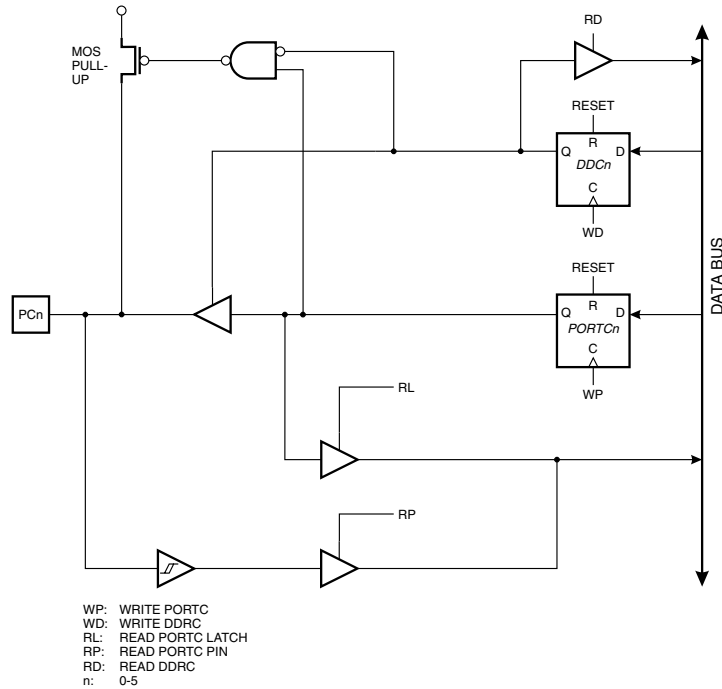 RD
MOS
PULL-
UP
RESET
R
Q
D
DDCn
C
WD
DATA BUS
RESET
R
Q
D
PORTCn
C
WP
PCn
RL
RP
WP: WRITE PORTC
WD: WRITE DDRC
RL: READ PORTC LATCH
RP: READ PORTC PIN
RD: READ DDRC
n: 0-5